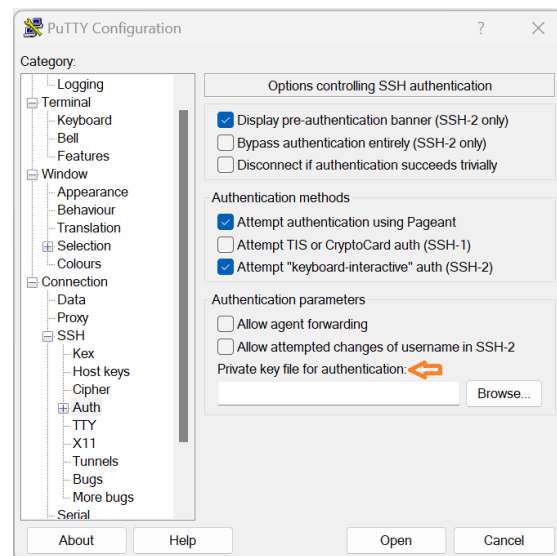 PuTTY Configuration
Category:
Logging
Terminal
Keyboard
Bell
Features
Window
Appearance
Behaviour
Translation
Selection
Colours
Connection
Data
Proxy
SSH
Kex
Host keys
Cipher
Auth
TTY
X11
Tunnels
Bugs
More bugs
Serial
Options controlling SSH authentication
Display pre-authentication banner (SSH-2 only)
Bypass authentication entirely (SSH-2 only)
Disconnect if authentication succeeds trivially
Authentication methods
Attempt authentication using Pageant
Attempt TIS or CryptoCard auth (SSH-1)
Attempt "keyboard-interactive" auth (SSH-2)
Authentication parameters
Allow agent forwarding
Allow attempted changes of username in SSH-2
Private key file for authentication:
Browse...
About
Help
Open
Cancel